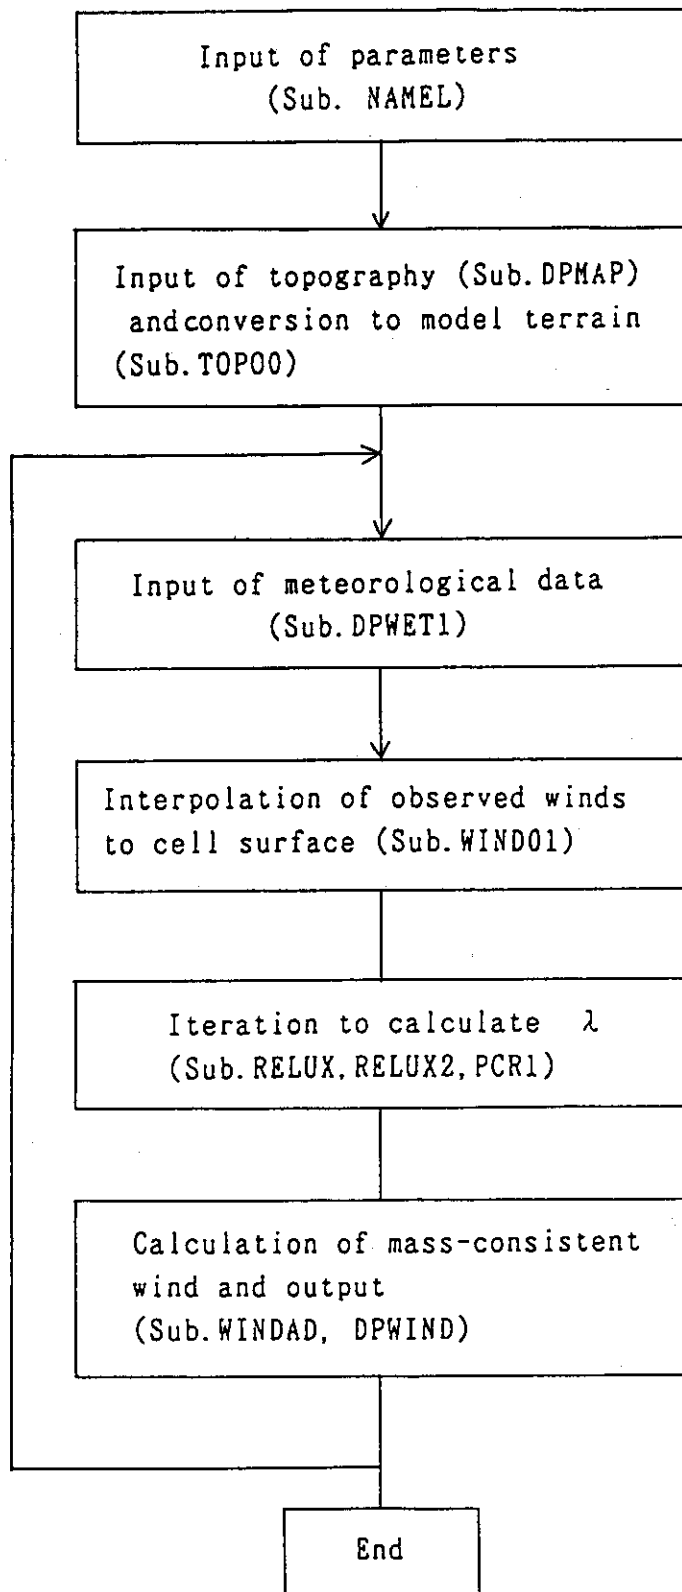 Input of parameters
(Sub. NAMEL)
Input of topography (Sub.DPMAP)
andconversion to model terrain
(Sub.TOPO0)
Input of meteorological data
(Sub.DPWET1)
Interpolation of observed winds
to cell surface (Sub.WIND01)
Iteration to calculate λ
(Sub.RELUX,RELUX2,PCR1)
Calculation of mass-consistent
wind and output
(Sub.WINDAD, DPWIND)
End